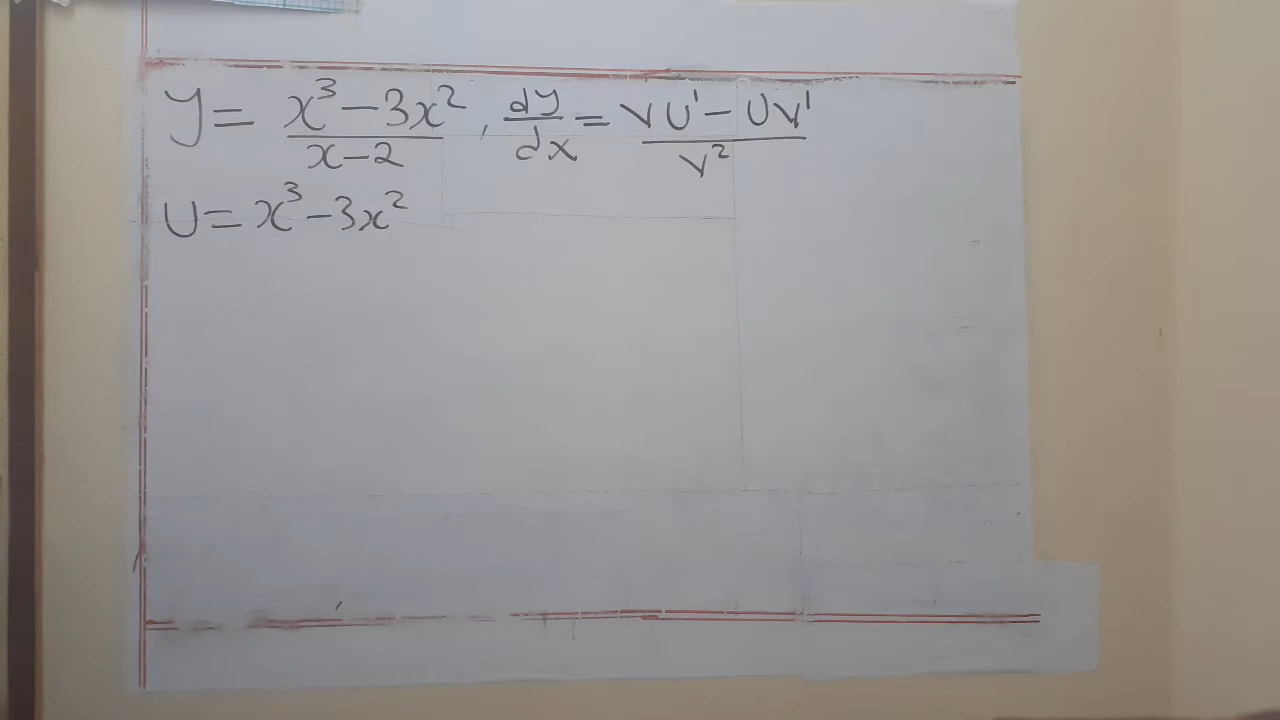 y = (x³ - 3x²)/(x - 2), dy/dx = (VU' - UV')/V²
U = x³ - 3x²